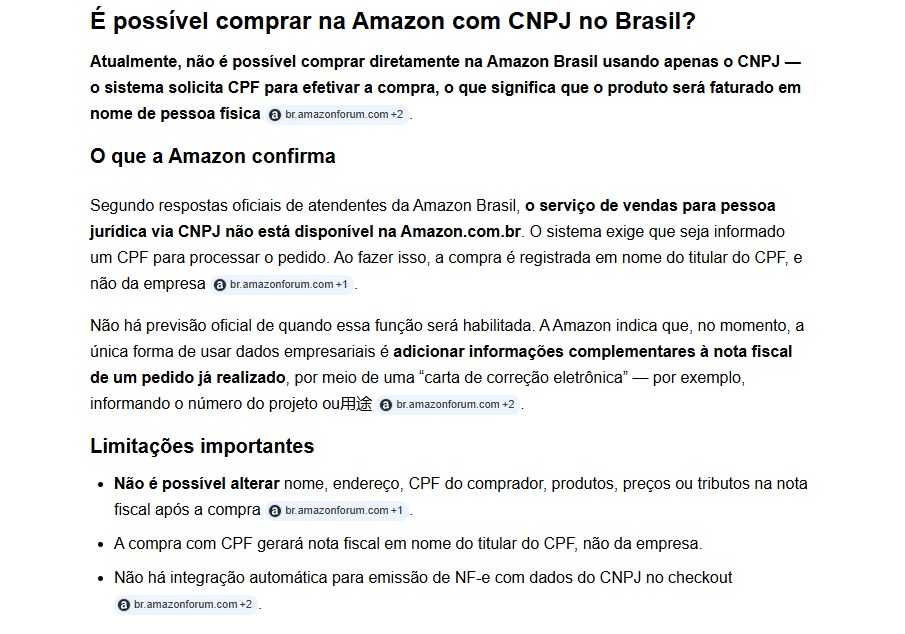 É possível comprar na Amazon com CNPJ no Brasil?
Atualmente, não é possível comprar diretamente na Amazon Brasil usando apenas o CNPJ —
o sistema solicita CPF para efetivar a compra, o que significa que o produto será faturado em
nome de pessoa física a br.amazonforum.com +2 .
O que a Amazon confirma
Segundo respostas oficiais de atendentes da Amazon Brasil, o serviço de vendas para pessoa
jurídica via CNPJ não está disponível na Amazon.com.br. O sistema exige que seja informado
um CPF para processar o pedido. Ao fazer isso, a compra é registrada em nome do titular do CPF, e
não da empresa a br.amazonforum.com +1 .
Não há previsão oficial de quando essa função será habilitada. A Amazon indica que, no momento, a
única forma de usar dados empresariais é adicionar informações complementares à nota fiscal
de um pedido já realizado, por meio de uma “carta de correção eletrônica” — por exemplo,
informando o número do projeto ou用途 a br.amazonforum.com +2 .
Limitações importantes
• Não é possível alterar nome, endereço, CPF do comprador, produtos, preços ou tributos na nota
fiscal após a compra a br.amazonforum.com +1 .
• A compra com CPF gerará nota fiscal em nome do titular do CPF, não da empresa.
• Não há integração automática para emissão de NF-e com dados do CNPJ no checkout
a br.amazonforum.com +2 .